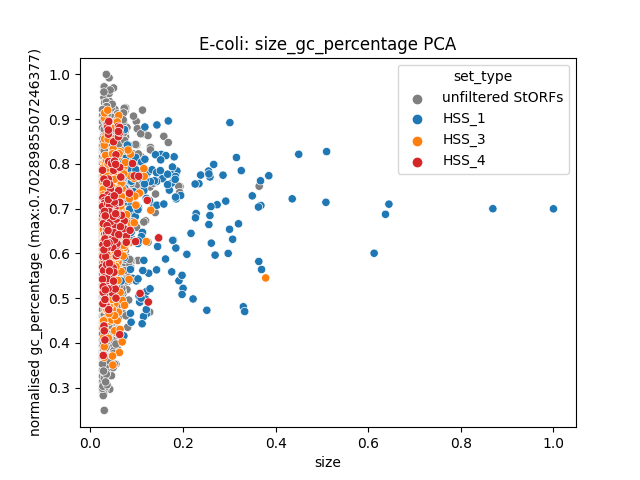 E-coli: size_gc_percentage PCA
set_type
unfiltered StORFs
HSS_1
HSS_3
HSS_4
normalised gc_percentage (max:0.7028985507246377)
1.0
0.9
0.8
0.7
0.6
0.5
0.4
0.3
0.0 0.2 0.4 0.6 0.8 1.0
size